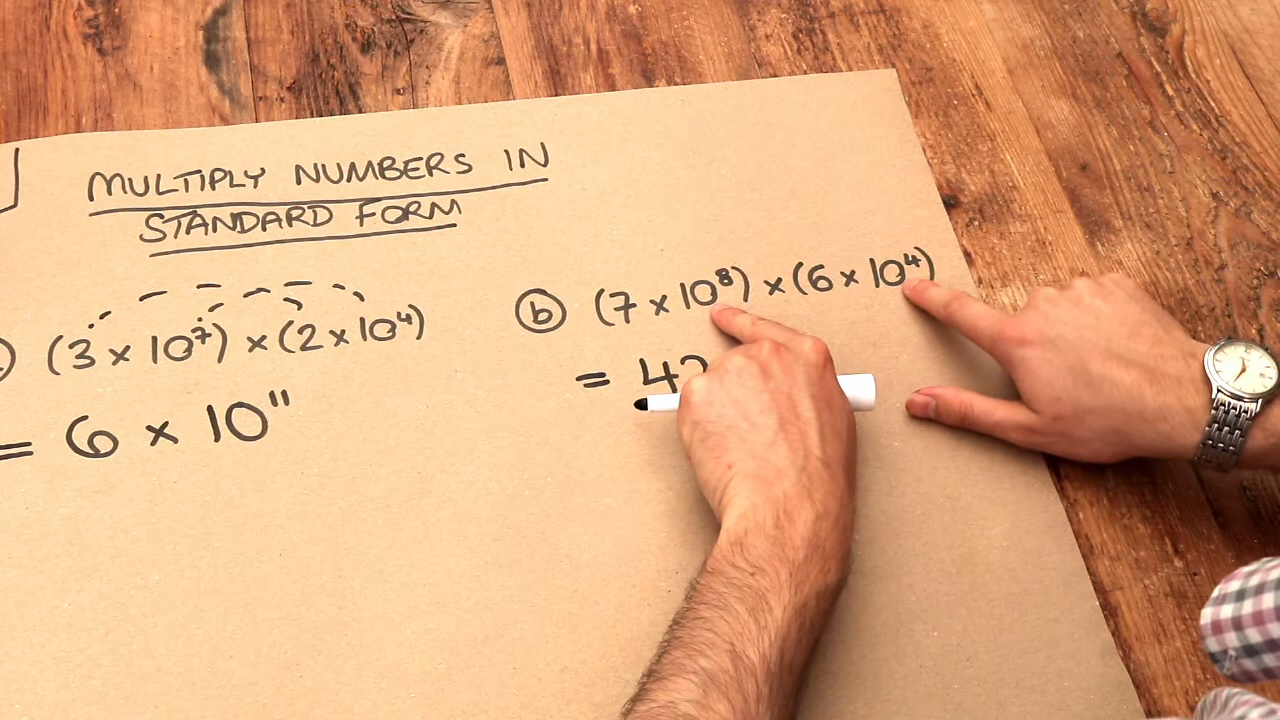 MULTIPLY NUMBERS IN
STANDARD FORM
(3 × 10⁷) × (2 × 10⁴)
= 6 × 10¹¹
ⓑ (7 × 10⁸) × (6 × 10⁴)
= 42